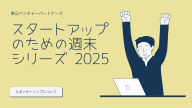 青山ベンチャーパートナーズ
スタートアップ
のための週末
シリーズ 2025
スポンサーシップについて